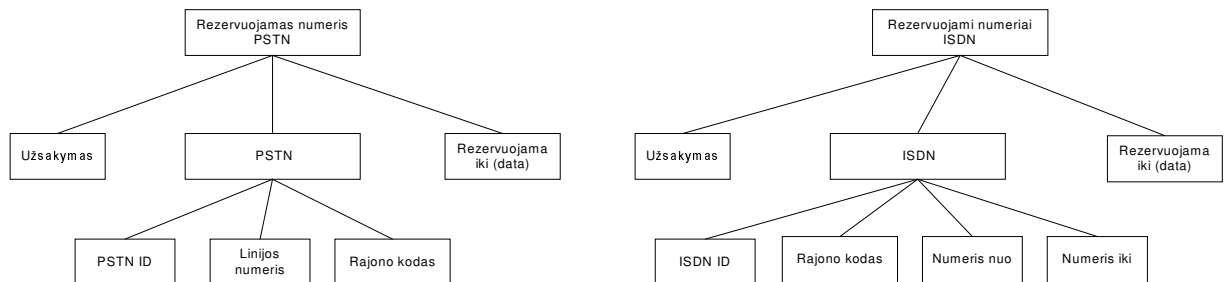 Rezervuojamas numeris
PSTN
Užsakymas
PSTN
Rezervuojama
iki (data)
PSTN ID
Linijos
numeris
Rajono kodas
Rezervuojami numeriai
ISDN
Užsakymas
ISDN
Rezervuojama
iki (data)
ISDN ID
Rajono kodas
Numeris nuo
Numeris iki